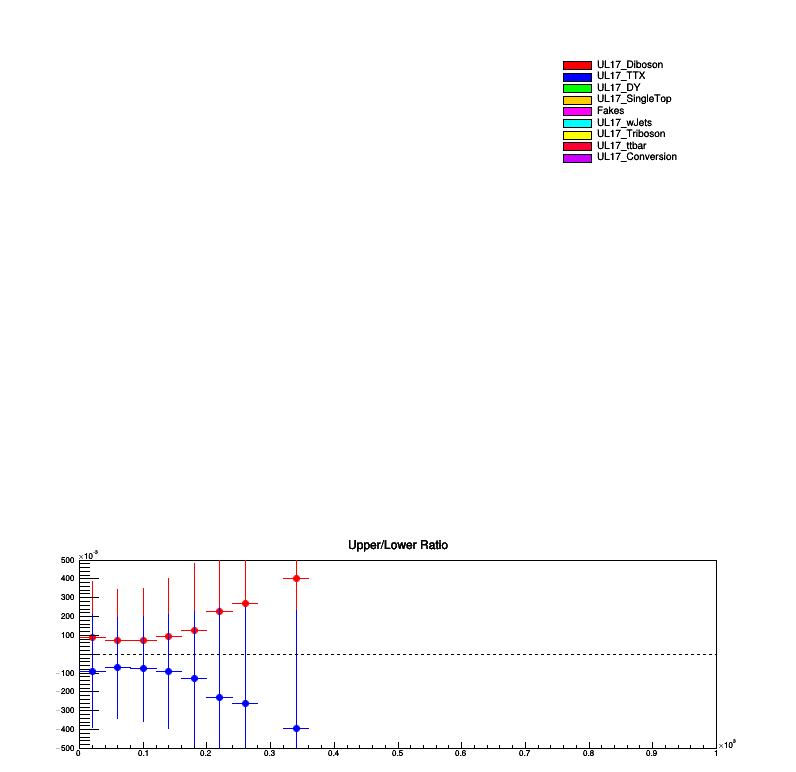 UL17_Diboson
UL17_TTX
UL17_DY
UL17_SingleTop
Fakes
UL17_wJets
UL17_Triboson
UL17_ttbar
UL17_Conversion
Upper/Lower Ratio
×10⁻³
500
400
300
200
100
−100
−200
−300
−400
−500
0 0.1 0.2 0.3 0.4 0.5 0.6 0.7 0.8 0.9 1
×10³